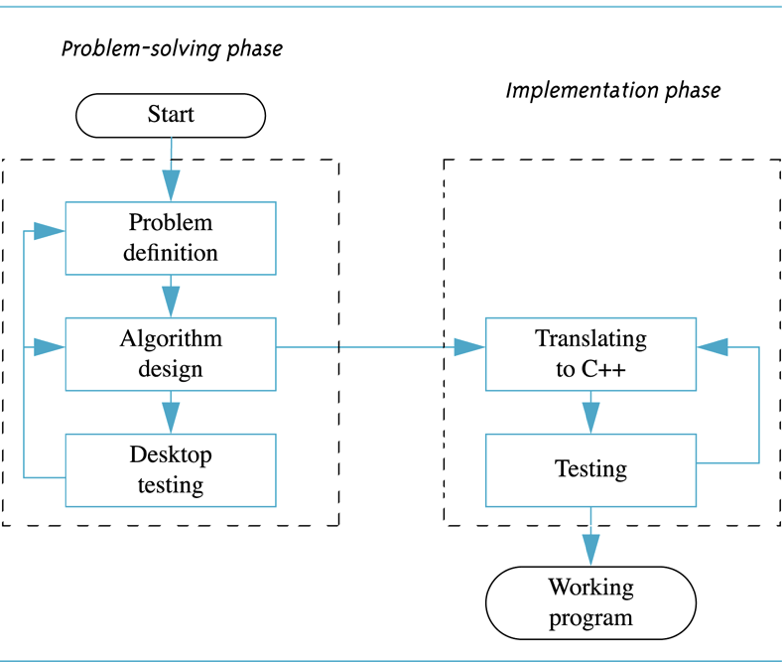 Problem-solving phase
Implementation phase
Start
Problem
definition
Algorithm
design
Translating
to C++
Desktop
testing
Testing
Working
program